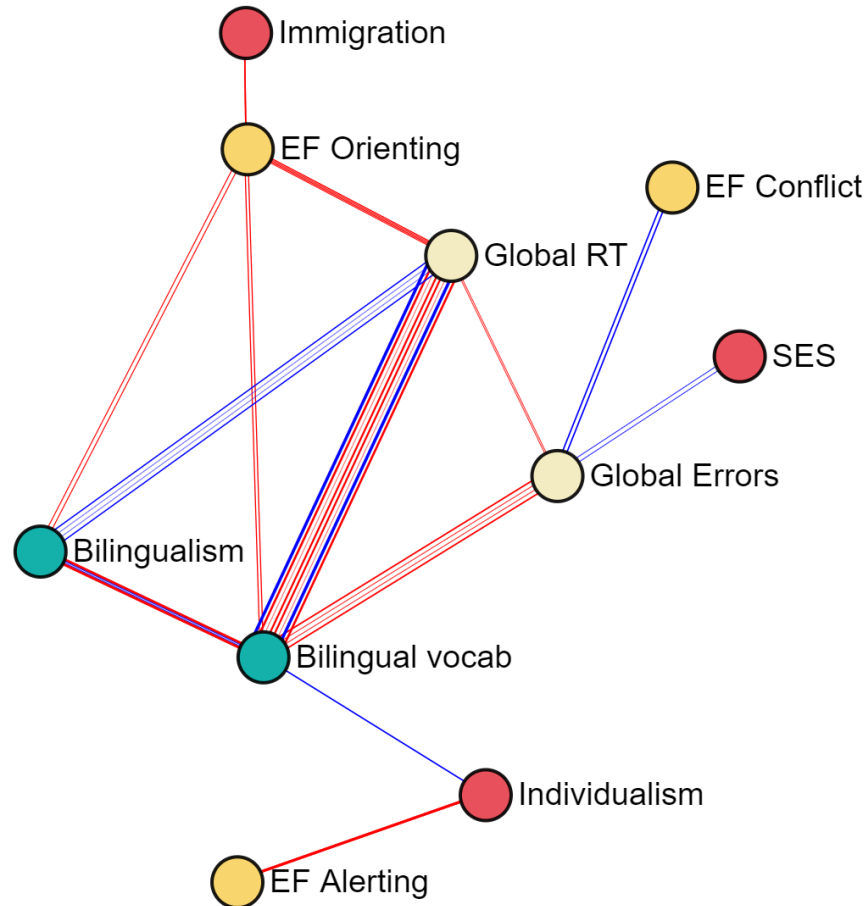 Immigration
EF Orienting
EF Conflict
Global RT
SES
Global Errors
Bilingualism
Bilingual vocab
Individualism
EF Alerting